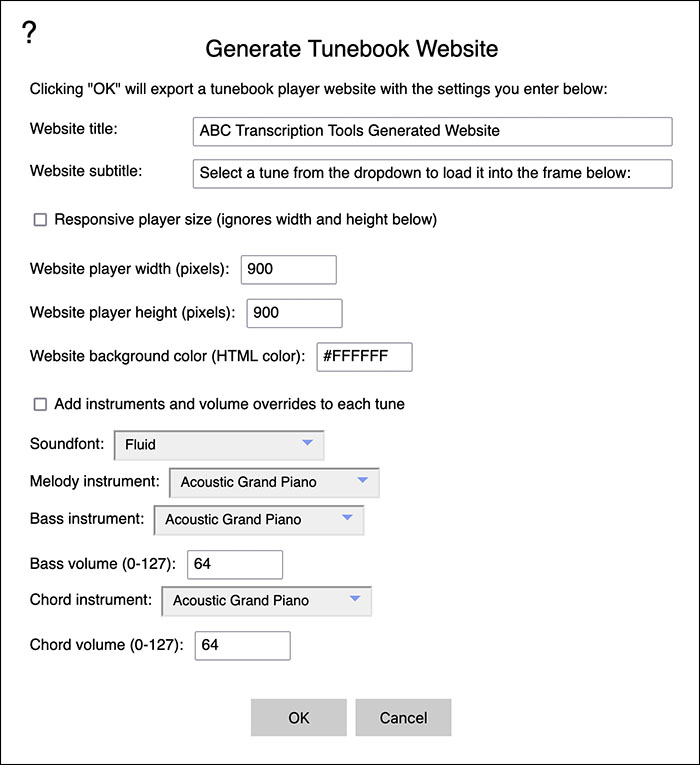 ?
Generate Tunebook Website
Clicking "OK" will export a tunebook player website with the settings you enter below:
Website title: ABC Transcription Tools Generated Website
Website subtitle: Select a tune from the dropdown to load it into the frame below:
Responsive player size (ignores width and height below)
Website player width (pixels): 900
Website player height (pixels): 900
Website background color (HTML color): #FFFFFF
Add instruments and volume overrides to each tune
Soundfont: Fluid
Melody instrument: Acoustic Grand Piano
Bass instrument: Acoustic Grand Piano
Bass volume (0-127): 64
Chord instrument: Acoustic Grand Piano
Chord volume (0-127): 64
OK Cancel